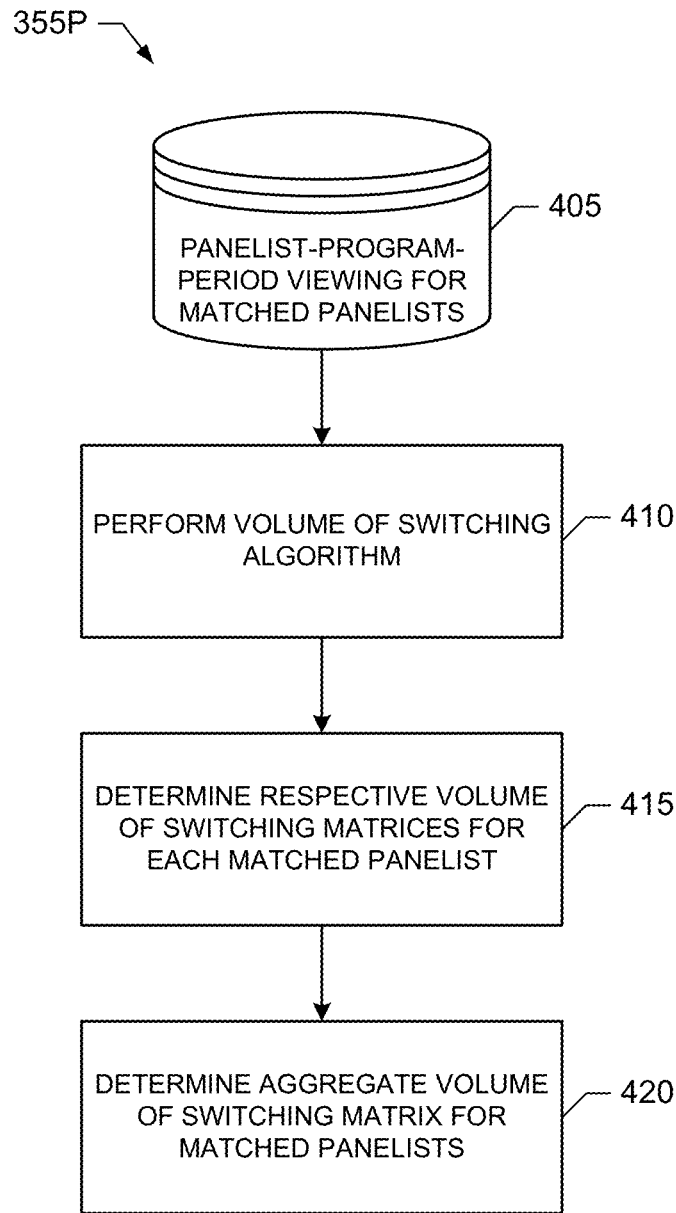 355P
PANELIST-PROGRAM-
PERIOD VIEWING FOR
MATCHED PANELISTS
405
PERFORM VOLUME OF SWITCHING
ALGORITHM
410
DETERMINE RESPECTIVE VOLUME
OF SWITCHING MATRICES FOR
EACH MATCHED PANELIST
415
DETERMINE AGGREGATE VOLUME
OF SWITCHING MATRIX FOR
MATCHED PANELISTS
420